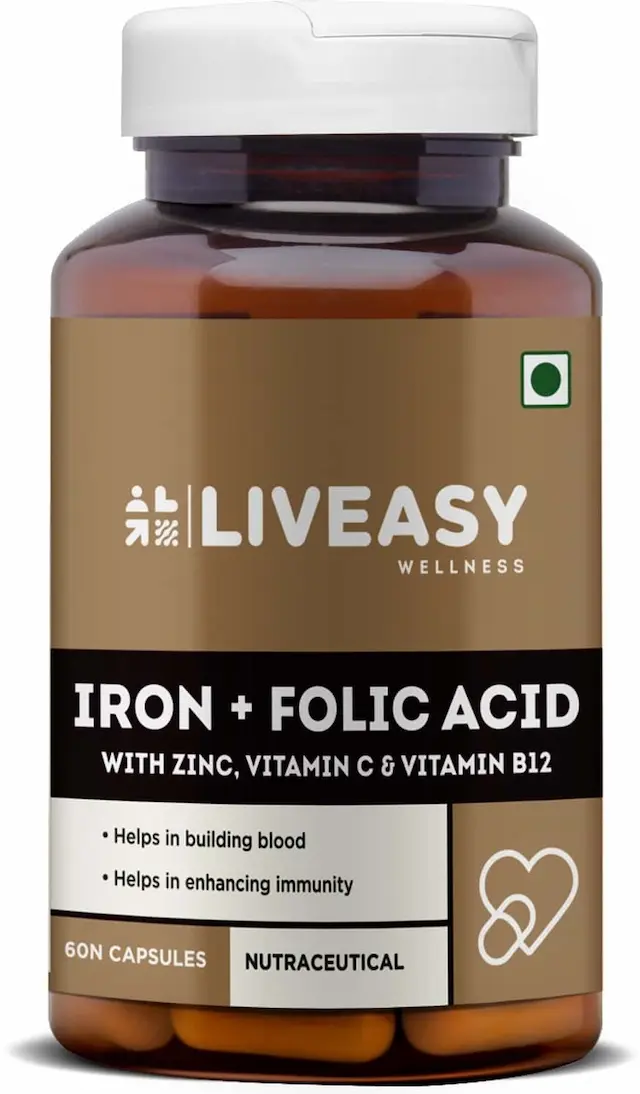 LIVEASY
WELLNESS
IRON + FOLIC ACID
WITH ZINC, VITAMIN C & VITAMIN B12
• Helps in building blood
• Helps in enhancing immunity
60N CAPSULES
NUTRACEUTICAL